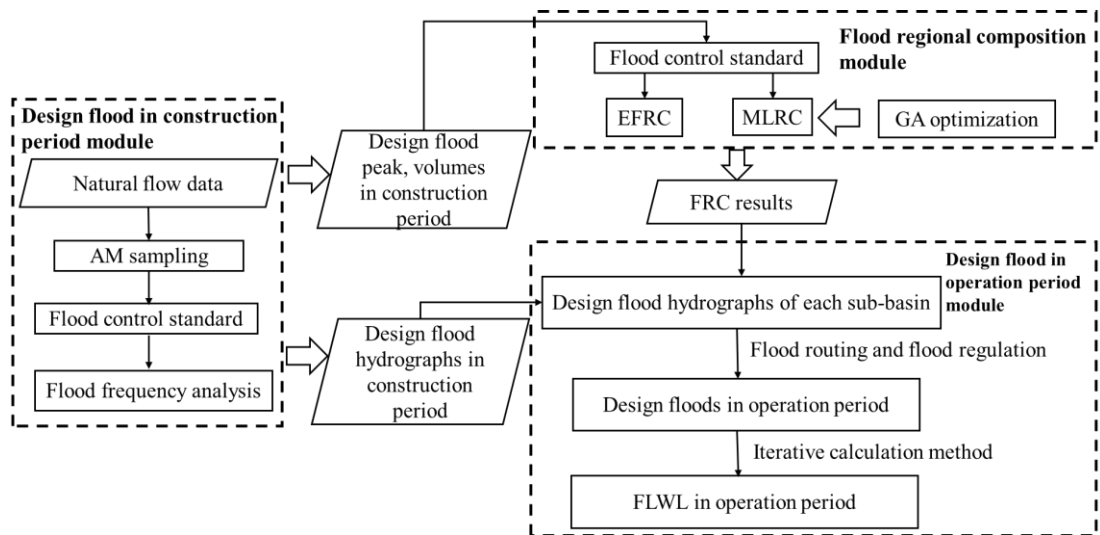 Design flood in construction
period module
Natural flow data
AM sampling
Flood control standard
Flood frequency analysis
Design flood
peak, volumes
in construction
period
Design flood
hydrographs in
construction
period
Flood regional composition
module
Flood control standard
EFRC
MLRC
GA optimization
FRC results
Design flood in
operation period
module
Design flood hydrographs of each sub-basin
Flood routing and flood regulation
Design floods in operation period
Iterative calculation method
FLWL in operation period